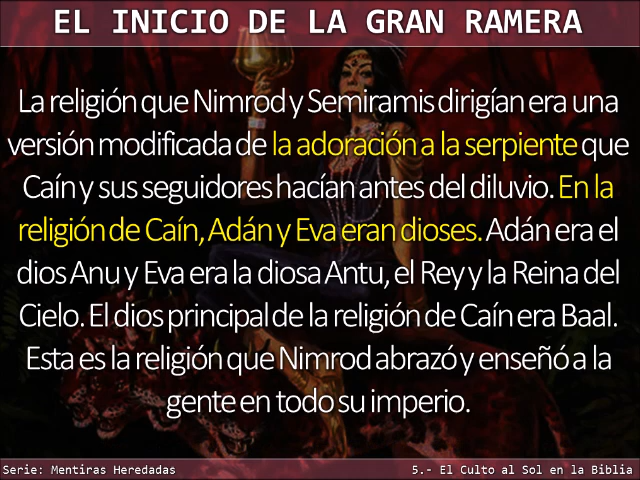 EL INICIO DE LA GRAN RAMERA
La religión que Nimrod y Semiramis dirigían era una
versión modificada de la adoración a la serpiente que
Caín y sus seguidores hacían antes del diluvio. En la
religión de Caín, Adán y Eva eran dioses. Adán era el
dios Anu y Eva era la diosa Antu, el Rey y la Reina del
Cielo. El dios principal de la religión de Caín era Baal.
Esta es la religión que Nimrod abrazó y enseñó a la
gente en todo su imperio.
Serie: Mentiras Heredadas
5.- El Culto al Sol en la Biblia